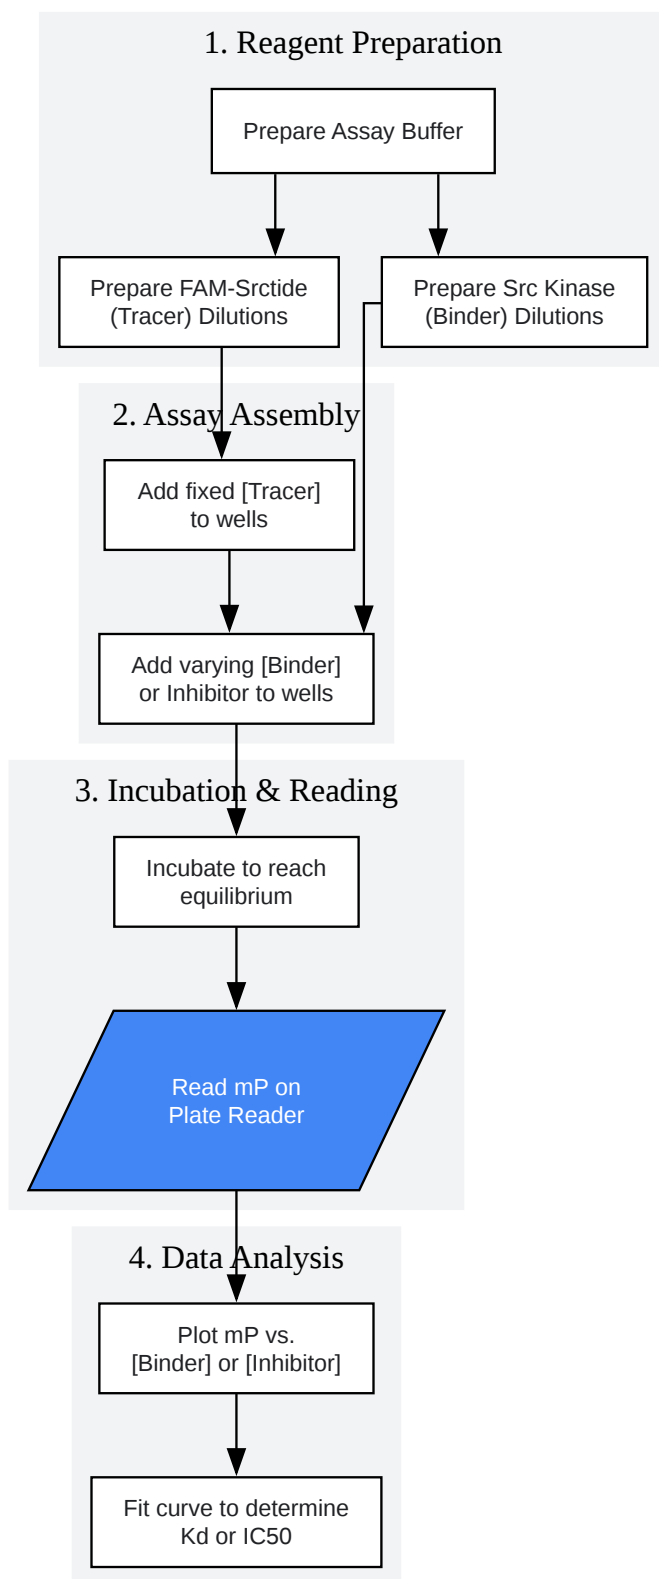 1. Reagent Preparation
Prepare Assay Buffer
Prepare FAM-Srctide
(Tracer) Dilutions
Prepare Src Kinase
(Binder) Dilutions
2. Assay Assembly
Add fixed [Tracer]
to wells
Add varying [Binder]
or Inhibitor to wells
3. Incubation & Reading
Incubate to reach
equilibrium
Read mP on
Plate Reader
4. Data Analysis
Plot mP vs.
[Binder] or [Inhibitor]
Fit curve to determine
Kd or IC50